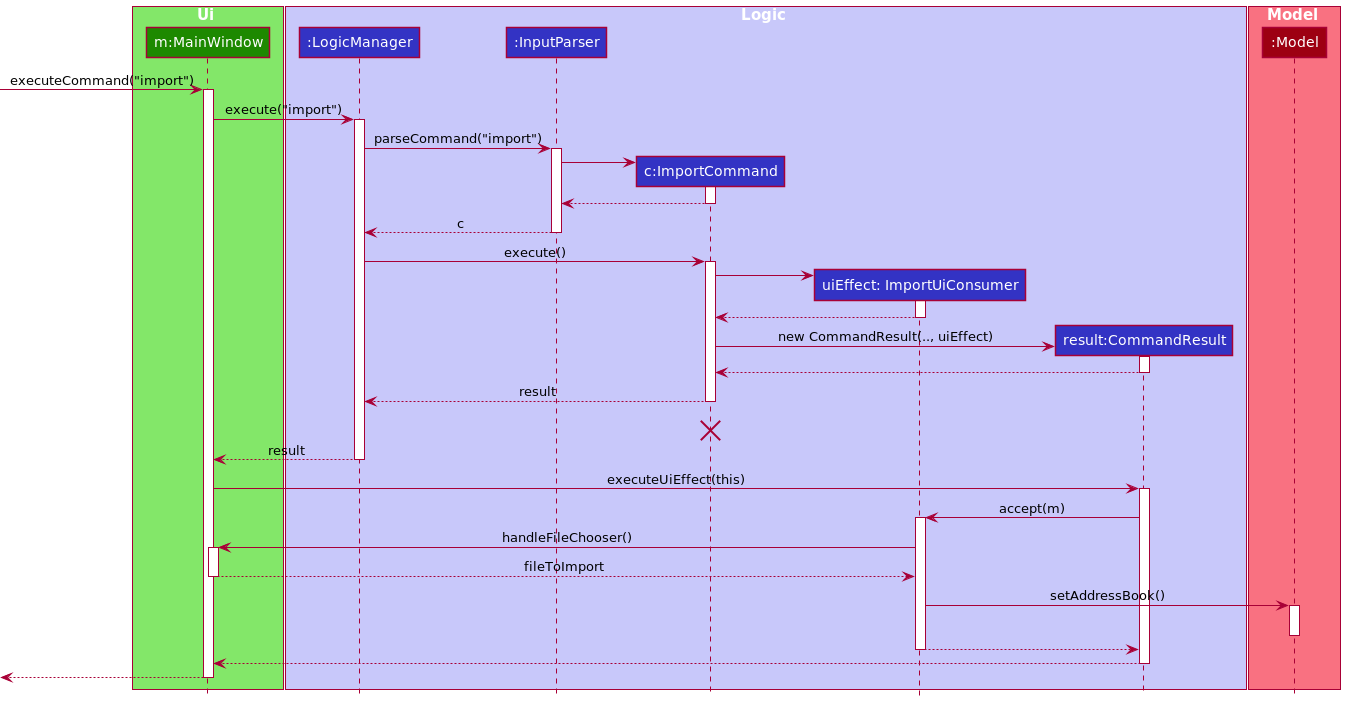 Ui
Logic
Model
m:MainWindow
:LogicManager
:InputParser
:Model
executeCommand("import")
execute("import")
parseCommand("import")
c:ImportCommand
c
execute()
uiEffect: ImportUiConsumer
new CommandResult(.., uiEffect)
result:CommandResult
result
result
executeUiEffect(this)
accept(m)
handleFileChooser()
fileToImport
setAddressBook()